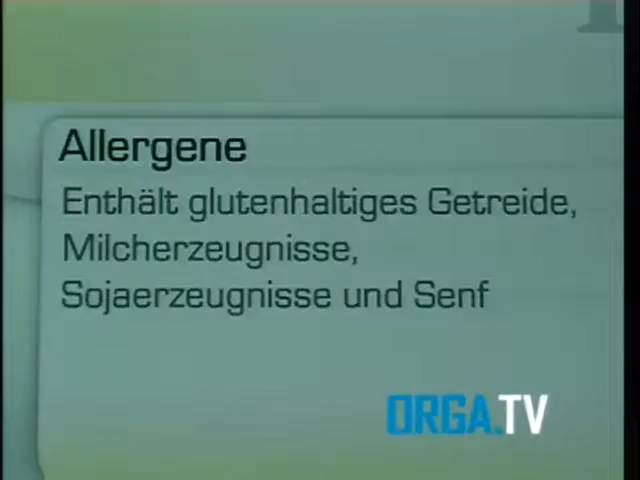 Allergene
Enthält glutenhaltiges Getreide,
Milcherzeugnisse,
Sojaerzeugnisse und Senf
ORGA.TV